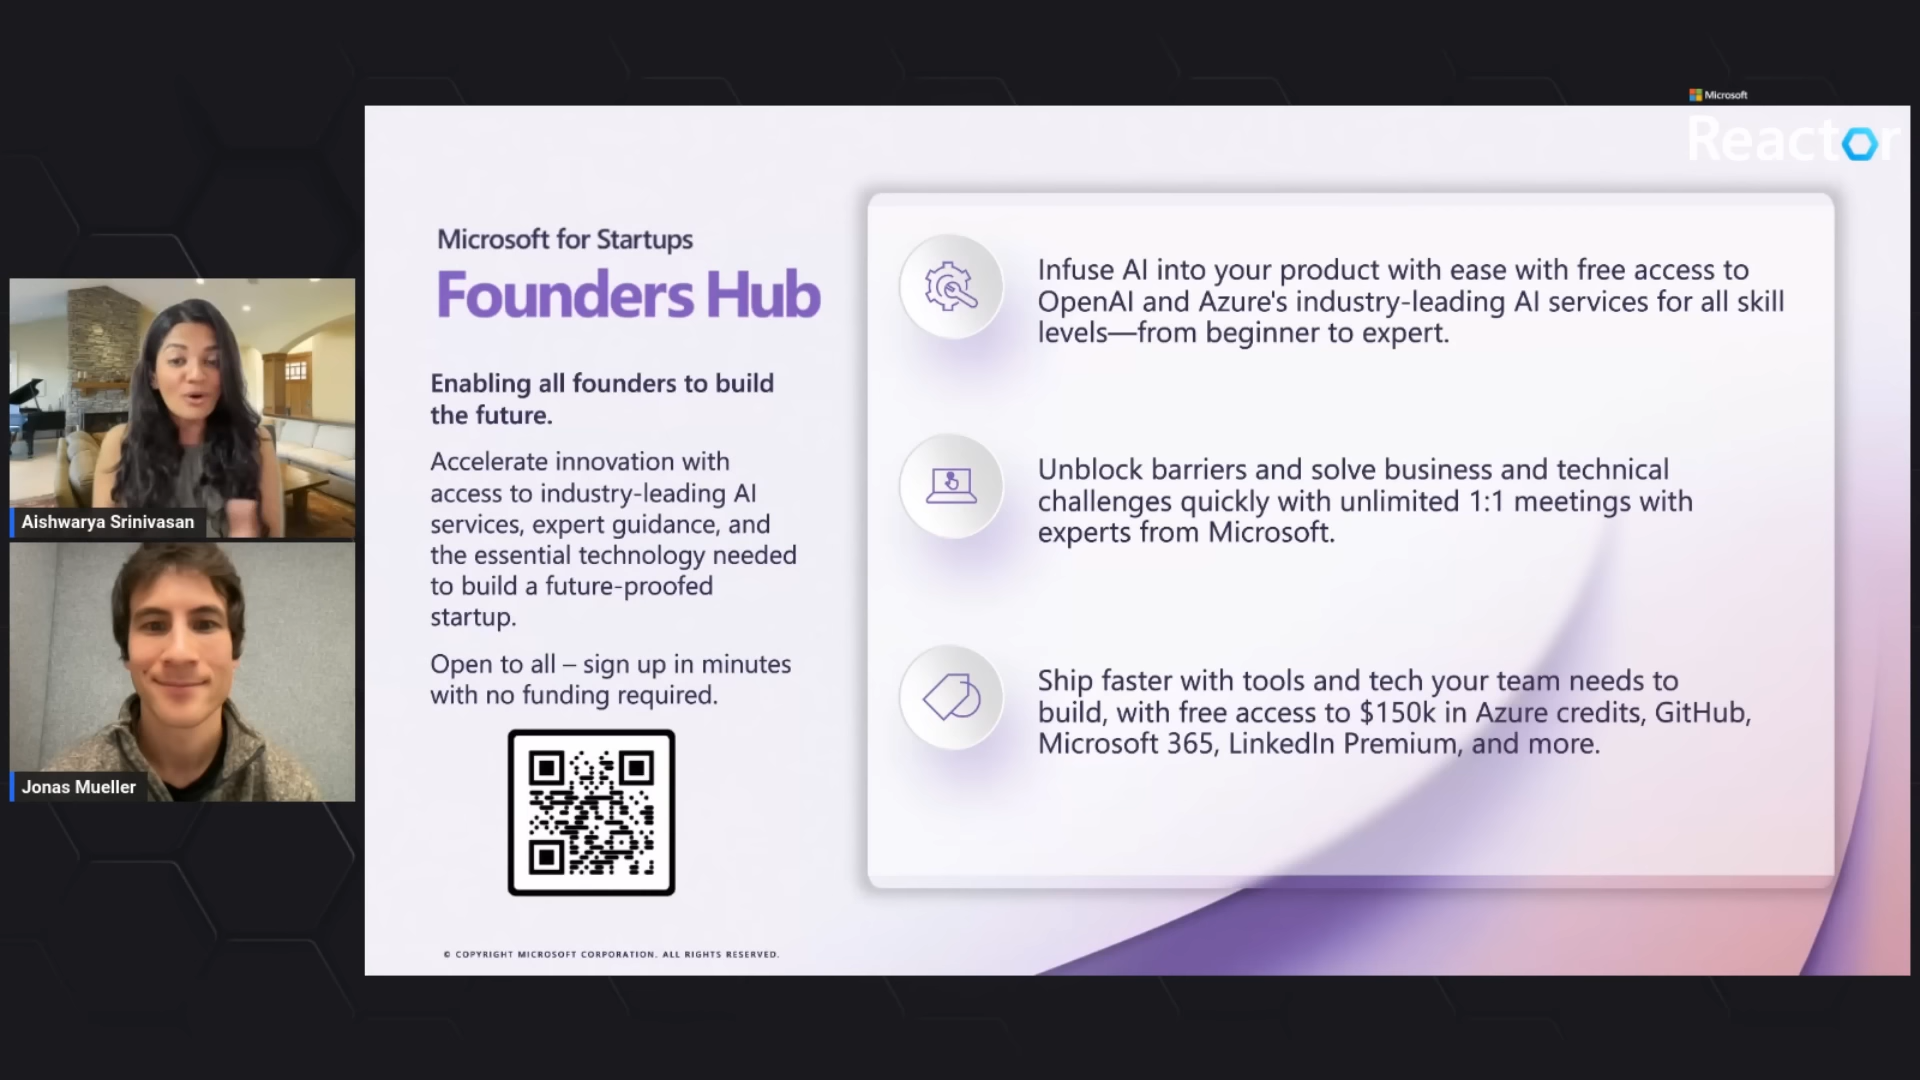 Microsoft
Reactor
Microsoft for Startups
Founders Hub
Enabling all founders to build
the future.
Accelerate innovation with
access to industry-leading AI
services, expert guidance, and
the essential technology needed
to build a future-proofed
startup.
Open to all – sign up in minutes
with no funding required.
© COPYRIGHT MICROSOFT CORPORATION. ALL RIGHTS RESERVED.
Infuse AI into your product with ease with free access to
OpenAI and Azure's industry-leading AI services for all skill
levels—from beginner to expert.
Unblock barriers and solve business and technical
challenges quickly with unlimited 1:1 meetings with
experts from Microsoft.
Ship faster with tools and tech your team needs to
build, with free access to $150k in Azure credits, GitHub,
Microsoft 365, LinkedIn Premium, and more.
Aishwarya Srinivasan
Jonas Mueller